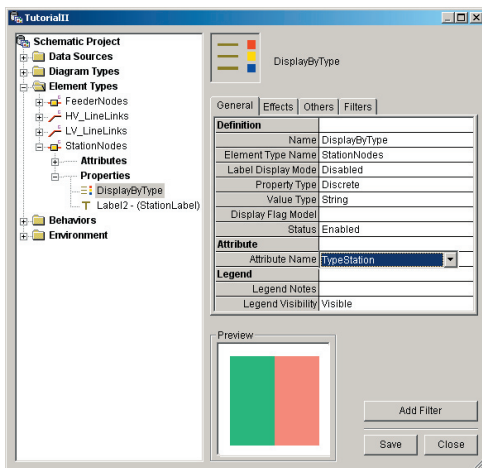 TutorialII
Schematic Project
Data Sources
Diagram Types
Element Types
FeederNodes
HV_LineLinks
LV_LineLinks
StationNodes
Attributes
Properties
DisplayByType
Label2 - (StationLabel)
Behaviors
Environment
DisplayByType
General Effects Others Filters
Definition
Name DisplayByType
Element Type Name StationNodes
Label Display Mode Disabled
Property Type Discrete
Value Type String
Display Flag Model
Status Enabled
Attribute
Attribute Name TypeStation
Legend
Legend Notes
Legend Visibility Visible
Preview
Add Filter
Save Close